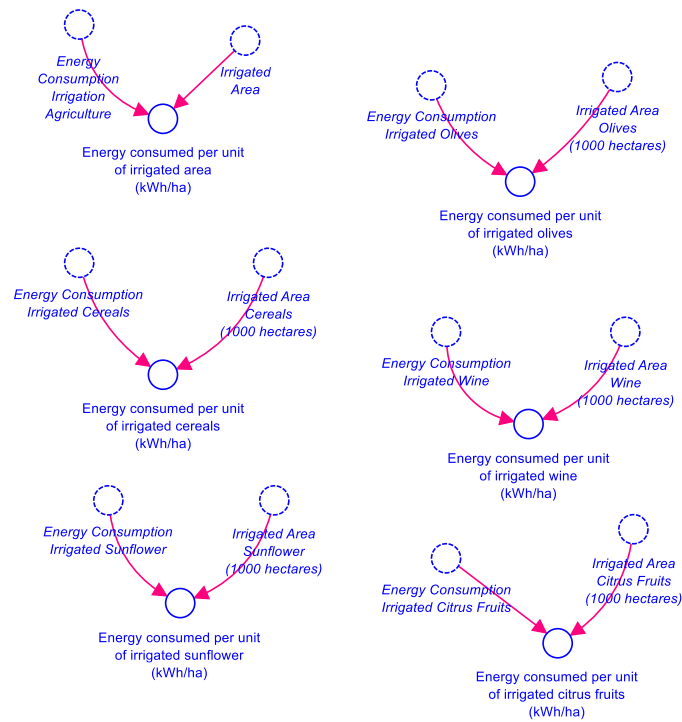 Energy
Consumption
Irrigation
Agriculture
Irrigated
Area
Energy consumed per unit
of irrigated area
(kWh/ha)
Energy Consumption
Irrigated Olives
Irrigated Area
Olives
(1000 hectares)
Energy consumed per unit
of irrigated olives
(kWh/ha)
Energy Consumption
Irrigated Cereals
Irrigated Area
Cereals
(1000 hectares)
Energy consumed per unit
of irrigated cereals
(kWh/ha)
Energy Consumption
Irrigated Wine
Irrigated Area
Wine
(1000 hectares)
Energy consumed per unit
of irrigated wine
(kWh/ha)
Energy Consumption
Irrigated Sunflower
Irrigated Area
Sunflower
(1000 hectares)
Energy consumed per unit
of irrigated sunflower
(kWh/ha)
Energy Consumption
Irrigated Citrus Fruits
Irrigated Area
Citrus Fruits
(1000 hectares)
Energy consumed per unit
of irrigated citrus fruits
(kWh/ha)